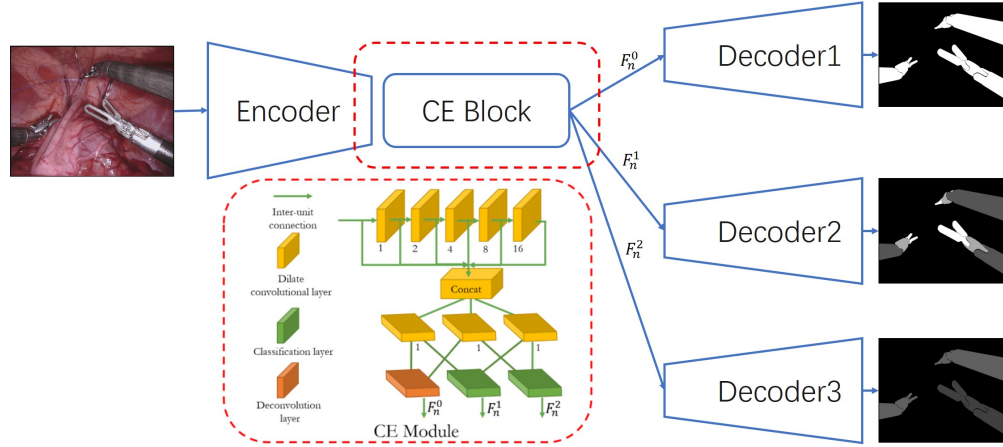 Encoder
CE Block
F_n^0
F_n^1
F_n^2
Decoder1
Decoder2
Decoder3
Inter-unit
connection
Dilate
convolutional layer
Classification layer
Deconvolution
layer
1 2 4 8 16
Concat
1 1 1
F_n^0 F_n^1 F_n^2
CE Module